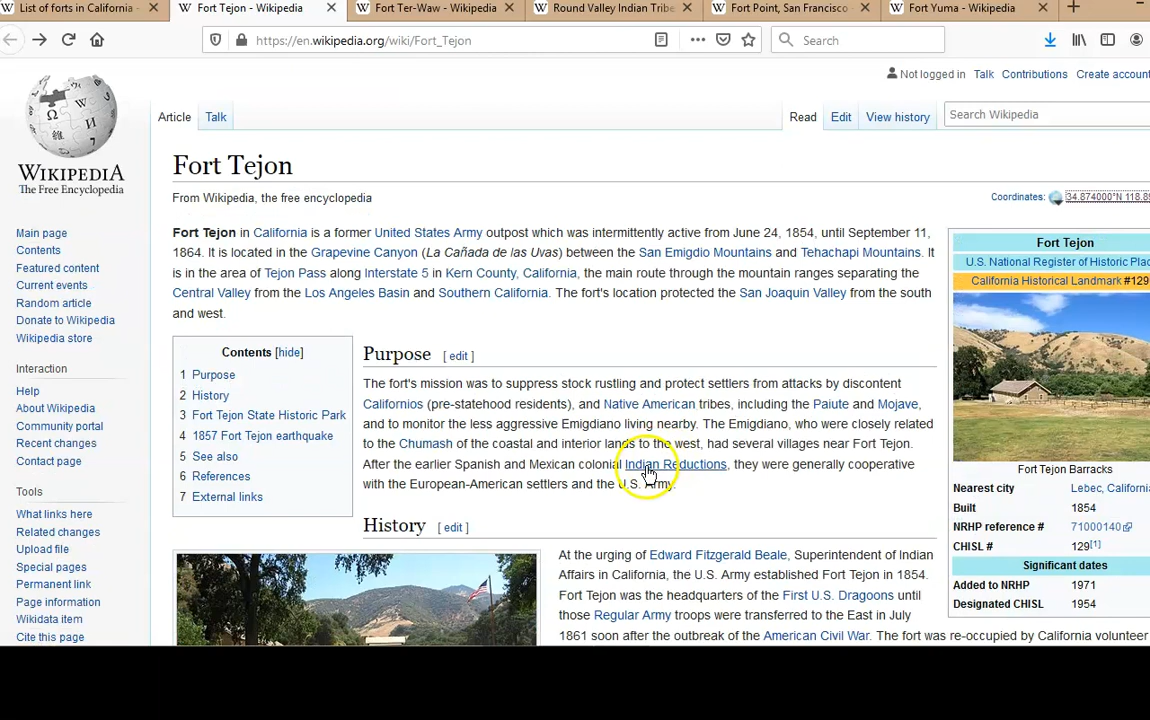 List of forts in California -
Fort Tejon - Wikipedia
Fort Ter-Waw - Wikipedia
Round Valley Indian Tribe
Fort Point, San Francisco -
Fort Yuma - Wikipedia
https://en.wikipedia.org/wiki/Fort_Tejon
Search
Not logged in Talk Contributions Create account
Article Talk
Read Edit View history
Search Wikipedia
WIKIPEDIA
The Free Encyclopedia
Fort Tejon
From Wikipedia, the free encyclopedia
Coordinates: 34.874000°N 118.89
Main page
Contents
Featured content
Current events
Random article
Donate to Wikipedia
Wikipedia store
Interaction
Help
About Wikipedia
Community portal
Recent changes
Contact page
Tools
What links here
Related changes
Upload file
Special pages
Permanent link
Page information
Wikidata item
Cite this page
Fort Tejon in California is a former United States Army outpost which was intermittently active from June 24, 1854, until September 11,
1864. It is located in the Grapevine Canyon (La Cañada de las Uvas) between the San Emigdio Mountains and Tehachapi Mountains. It
is in the area of Tejon Pass along Interstate 5 in Kern County, California, the main route through the mountain ranges separating the
Central Valley from the Los Angeles Basin and Southern California. The fort's location protected the San Joaquin Valley from the south
and west.
Contents [hide]
1 Purpose
2 History
3 Fort Tejon State Historic Park
4 1857 Fort Tejon earthquake
5 See also
6 References
7 External links
Purpose [ edit ]
The fort's mission was to suppress stock rustling and protect settlers from attacks by discontent
Californios (pre-statehood residents), and Native American tribes, including the Paiute and Mojave,
and to monitor the less aggressive Emigdiano living nearby. The Emigdiano, who were closely related
to the Chumash of the coastal and interior lands to the west, had several villages near Fort Tejon.
After the earlier Spanish and Mexican colonial Indian Reductions, they were generally cooperative
with the European-American settlers and the U.S. Army.
History [ edit ]
At the urging of Edward Fitzgerald Beale, Superintendent of Indian
Affairs in California, the U.S. Army established Fort Tejon in 1854.
Fort Tejon was the headquarters of the First U.S. Dragoons until
those Regular Army troops were transferred to the East in July
1861 soon after the outbreak of the American Civil War. The fort was re-occupied by California volunteer
Fort Tejon
U.S. National Register of Historic Plac
California Historical Landmark #129
Fort Tejon Barracks
Nearest city Lebec, California
Built 1854
NRHP reference # 71000140
CHISL # 129[1]
Significant dates
Added to NRHP 1971
Designated CHISL 1954